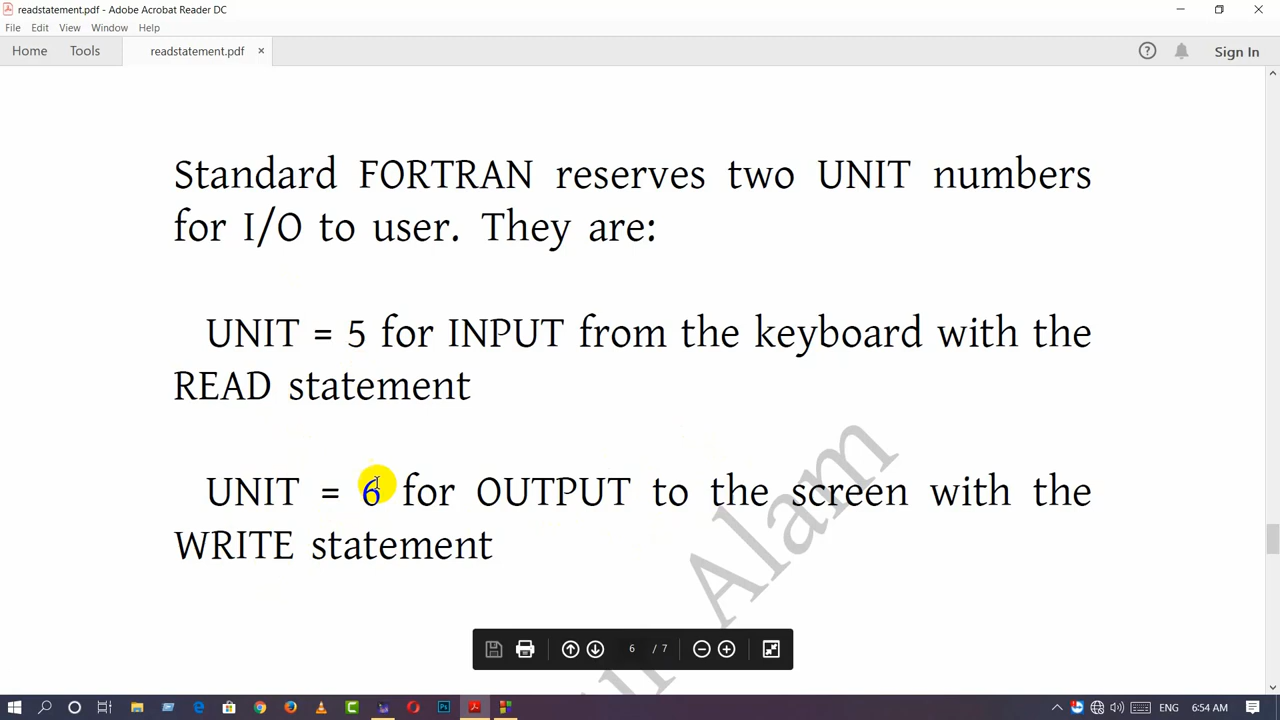 readstatement.pdf - Adobe Acrobat Reader DC
File Edit View Window Help
Home Tools readstatement.pdf × Sign In
Standard FORTRAN reserves two UNIT numbers
for I/O to user. They are:
UNIT = 5 for INPUT from the keyboard with the
READ statement
UNIT = 6 for OUTPUT to the screen with the
WRITE statement
Alam
6 / 7
ENG 6:54 AM